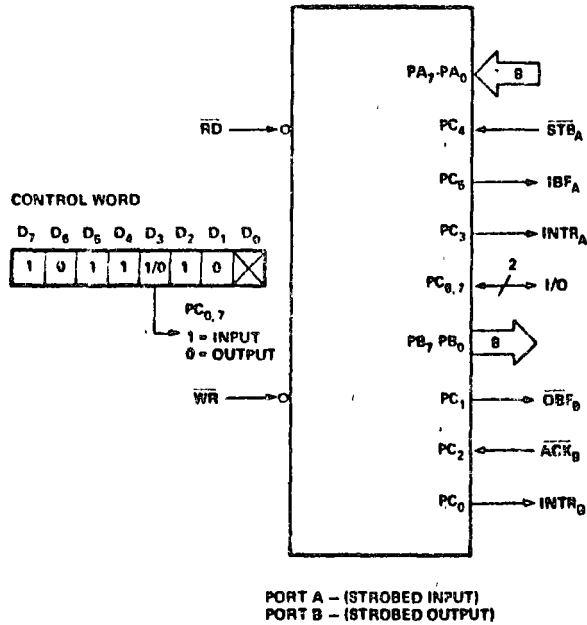 PA7-PA0
8
RD
PC4
STBA
PC5
IBFA
CONTROL WORD
PC3
INTRA
D7 D6 D5 D4 D3 D2 D1 D0
1 0 1 1 1/0 1 0 X
2
PC6,7
I/O
PC6,7
1 = INPUT
0 = OUTPUT
PB7 PB0
8
WR
PC1
OBFB
PC2
ACKB
PC0
INTRB
PORT A – (STROBED INPUT)
PORT B – (STROBED OUTPUT)